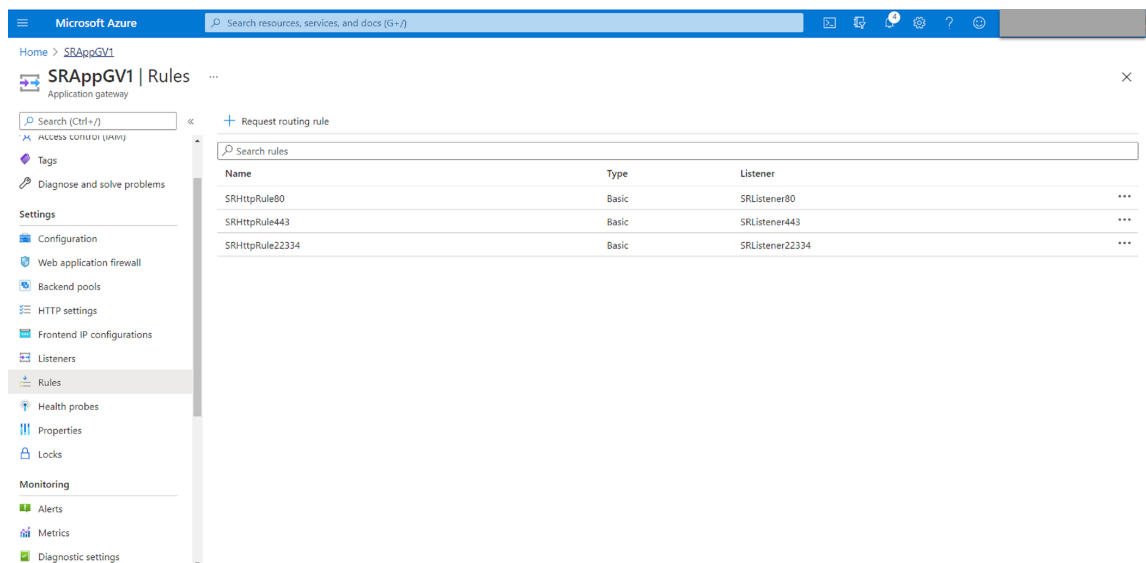 Microsoft Azure
Search resources, services, and docs (G+/)
4
Home > SRAppGV1
SRAppGV1 | Rules ...
Application gateway
Search (Ctrl+/)
«
+ Request routing rule
Access control (IAM)
Tags
Diagnose and solve problems
Settings
Configuration
Web application firewall
Backend pools
HTTP settings
Frontend IP configurations
Listeners
Rules
Health probes
Properties
Locks
Monitoring
Alerts
Metrics
Diagnostic settings
Search rules
Name Type Listener
SRHttpRule80 Basic SRListener80 ...
SRHttpRule443 Basic SRListener443 ...
SRHttpRule22334 Basic SRListener22334 ...